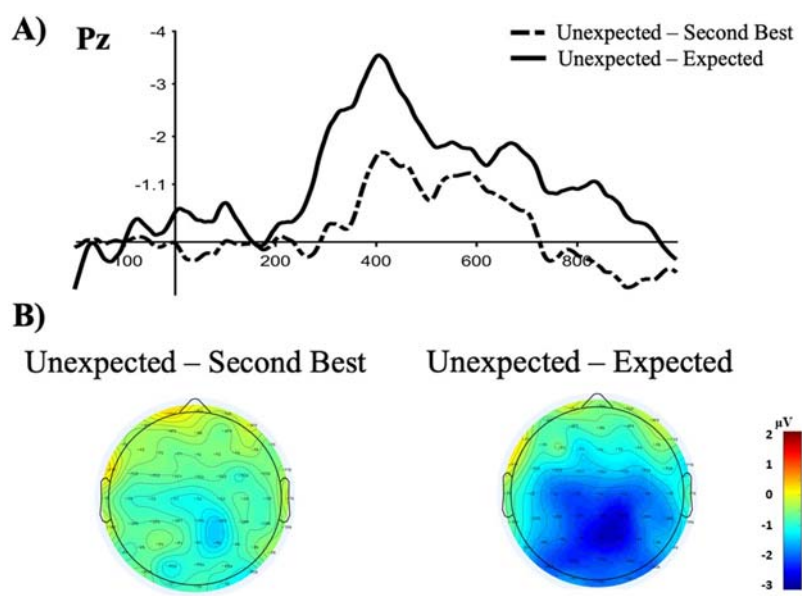 A)
Pz
Unexpected – Second Best
Unexpected – Expected
-4
-3
-2
-1.1
100
200
400
600
800
B)
Unexpected – Second Best
Unexpected – Expected
µV
2
1
0
-1
-2
-3